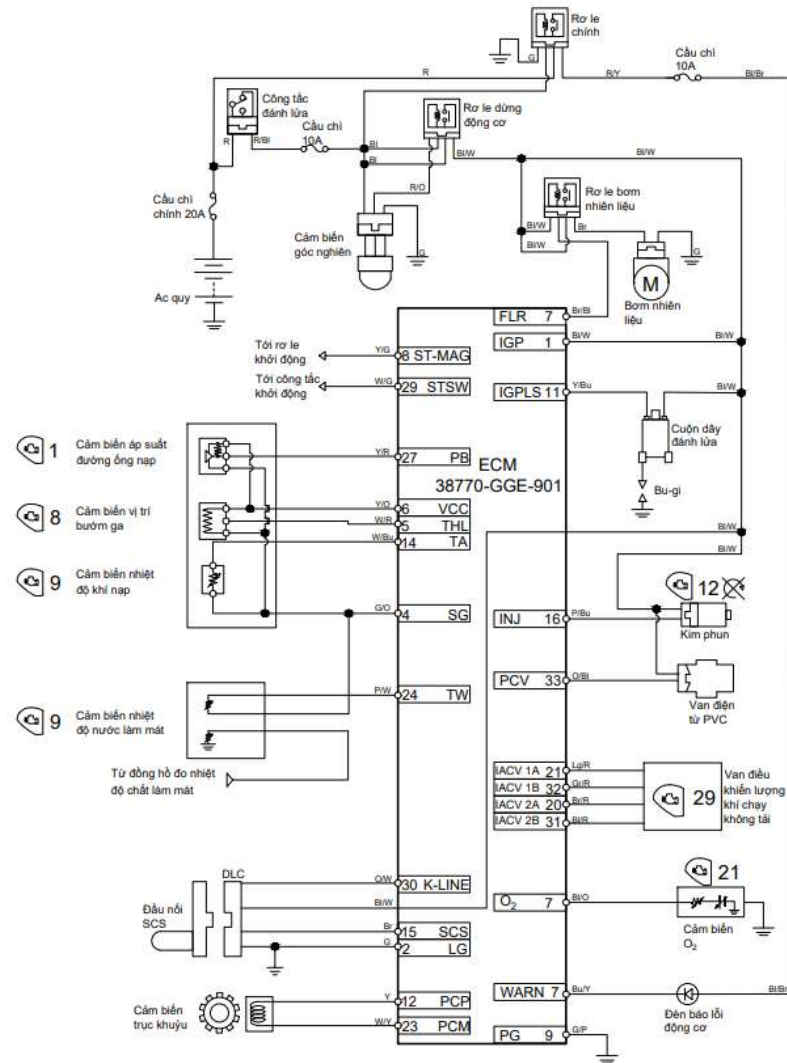 Rơ le
chính
G
R
R/Y
Cầu chì
10A
Bl/Br
Công tắc
đánh lửa
Cầu chì
10A
R
R/Bl
Rơ le dừng
động cơ
Bl
Bl
Bl/W
Bl/W
R/O
Cầu chì
chính 20A
Cảm biến
góc nghiên
G
Rơ le bơm
nhiên liệu
Bl/W
Bl/W
Br
G
M
Bơm nhiên
liệu
Ac quy
FLR 7
Br/Bl
IGP 1
Bl/W
Tới rơ le
khởi động
Y/G
8 ST-MAG
Tới công tắc
khởi động
W/G
29 STSW
IGPLS 11
Y/Bu
Bl/W
Cuộn dây
đánh lửa
Bu-gi
1
Cảm biến áp suất
đường ống nạp
Y/R
27 PB
ECM
38770-GGE-901
8
Cảm biến vị trí
bướm ga
Y/O
6 VCC
W/R
5 THL
W/Bu
14 TA
Bl/W
Bl/W
9
Cảm biến nhiệt
độ khí nạp
G/O
4 SG
INJ 16
P/Bu
12
Kim phun
PCV 33
O/Bl
Van điện
từ PVC
9
Cảm biến nhiệt
độ nước làm mát
P/W
24 TW
Từ đồng hồ đo nhiệt
độ chất làm mát
IACV 1A 21
Lg/R
IACV 1B 32
Gr/R
IACV 2A 20
Br/R
IACV 2B 31
Bl/R
29
Van điều
khiển lượng
khí chạy
không tải
DLC
O/W
30 K-LINE
Bl/W
Đầu nối
SCS
Br
15 SCS
G
2 LG
O2 7
Bl/O
21
Cảm biến
O2
Cảm biến
trục khuỷu
Y
12 PCP
W/Y
23 PCM
WARN 7
Bu/Y
Bl/Br
Đèn báo lỗi
động cơ
PG 9
G/P